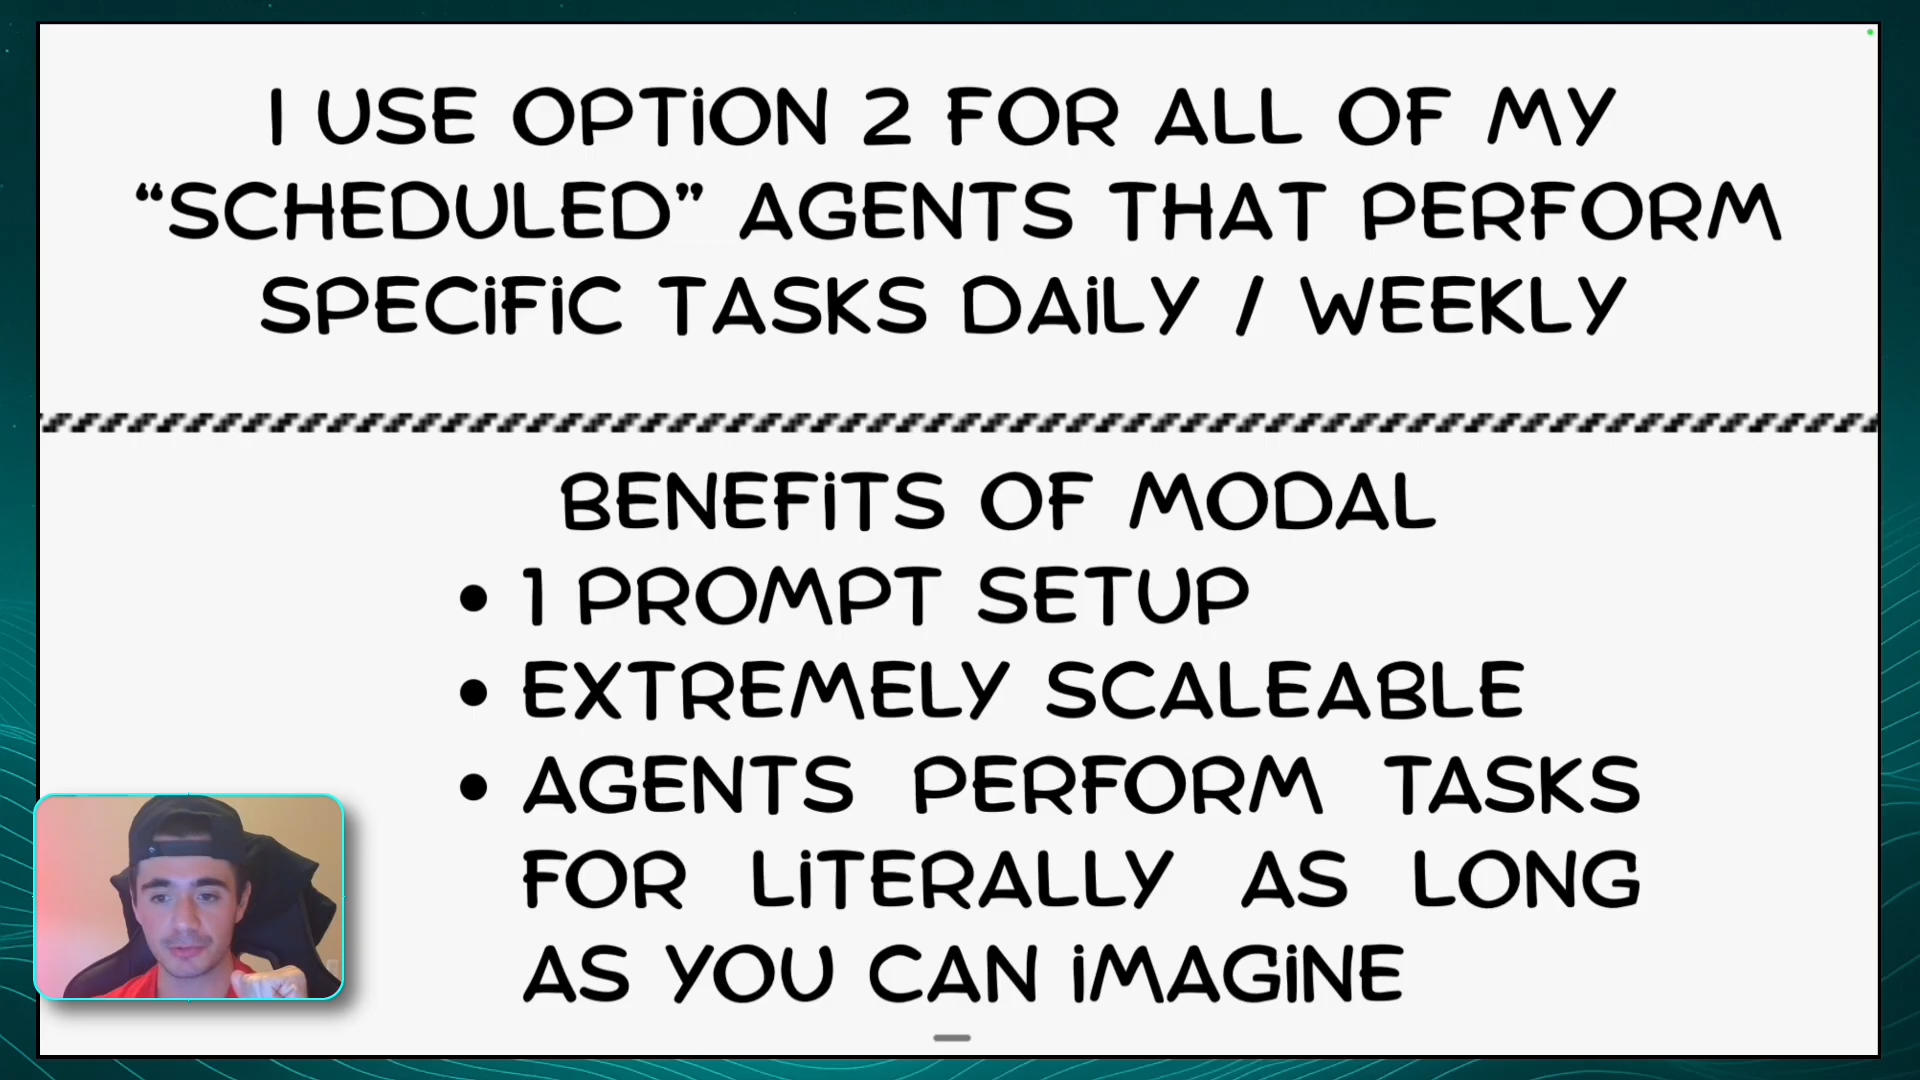 I USE OPTION 2 FOR ALL OF MY
“SCHEDULED” AGENTS THAT PERFORM
SPECIFIC TASKS DAILY / WEEKLY
BENEFITS OF MODAL
• 1 PROMPT SETUP
• EXTREMELY SCALEABLE
• AGENTS PERFORM TASKS
FOR LITERALLY AS LONG
AS YOU CAN IMAGINE